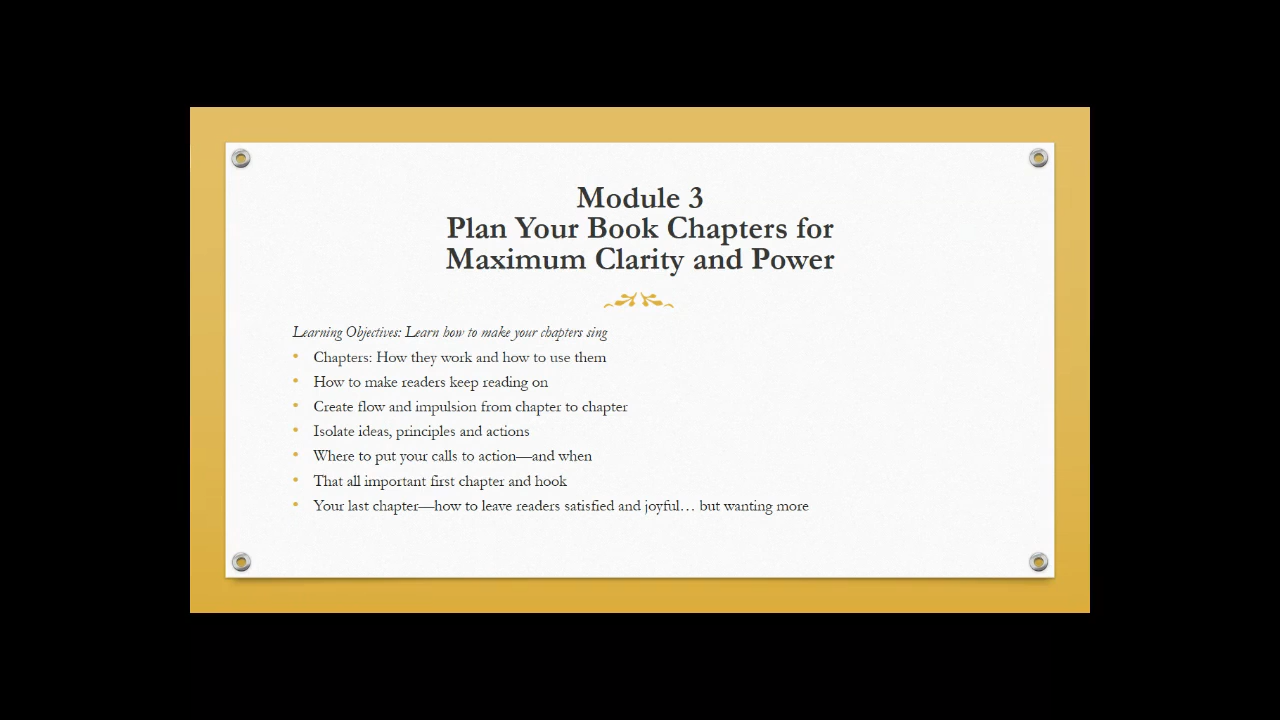 Module 3
Plan Your Book Chapters for
Maximum Clarity and Power
Learning Objectives: Learn how to make your chapters sing
• Chapters: How they work and how to use them
• How to make readers keep reading on
• Create flow and impulsion from chapter to chapter
• Isolate ideas, principles and actions
• Where to put your calls to action—and when
• That all important first chapter and hook
• Your last chapter—how to leave readers satisfied and joyful… but wanting more